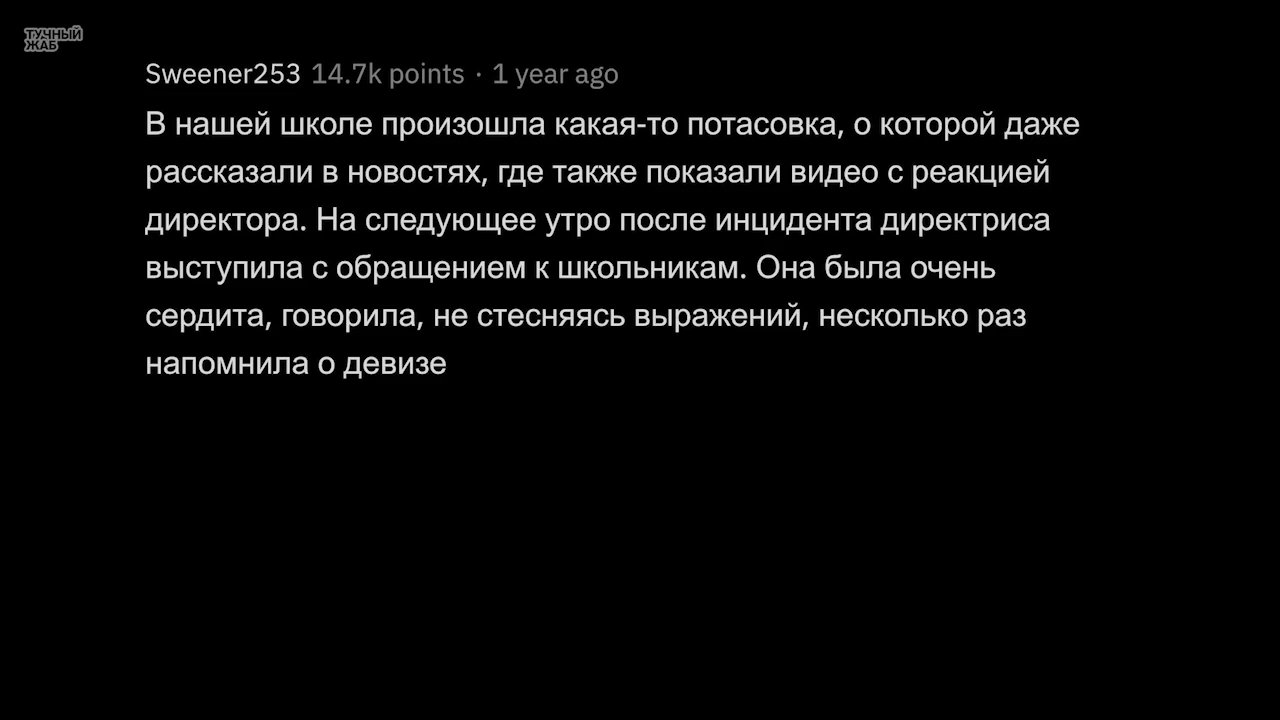 ТУЧНЫЙ
ЖАБ
Sweener253 14.7k points · 1 year ago
В нашей школе произошла какая-то потасовка, о которой даже
рассказали в новостях, где также показали видео с реакцией
директора. На следующее утро после инцидента директриса
выступила с обращением к школьникам. Она была очень
сердита, говорила, не стесняясь выражений, несколько раз
напомнила о девизе